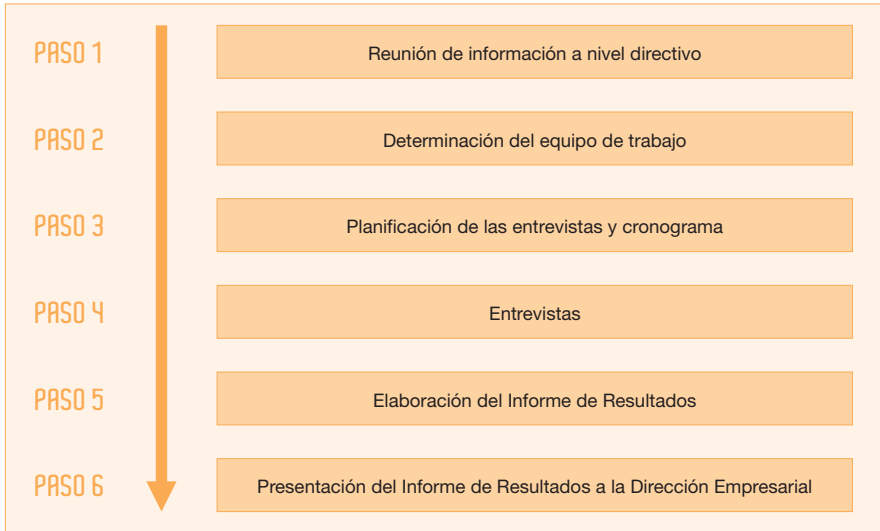 PASO 1
Reunión de información a nivel directivo
PASO 2
Determinación del equipo de trabajo
PASO 3
Planificación de las entrevistas y cronograma
PASO 4
Entrevistas
PASO 5
Elaboración del Informe de Resultados
PASO 6
Presentación del Informe de Resultados a la Dirección Empresarial